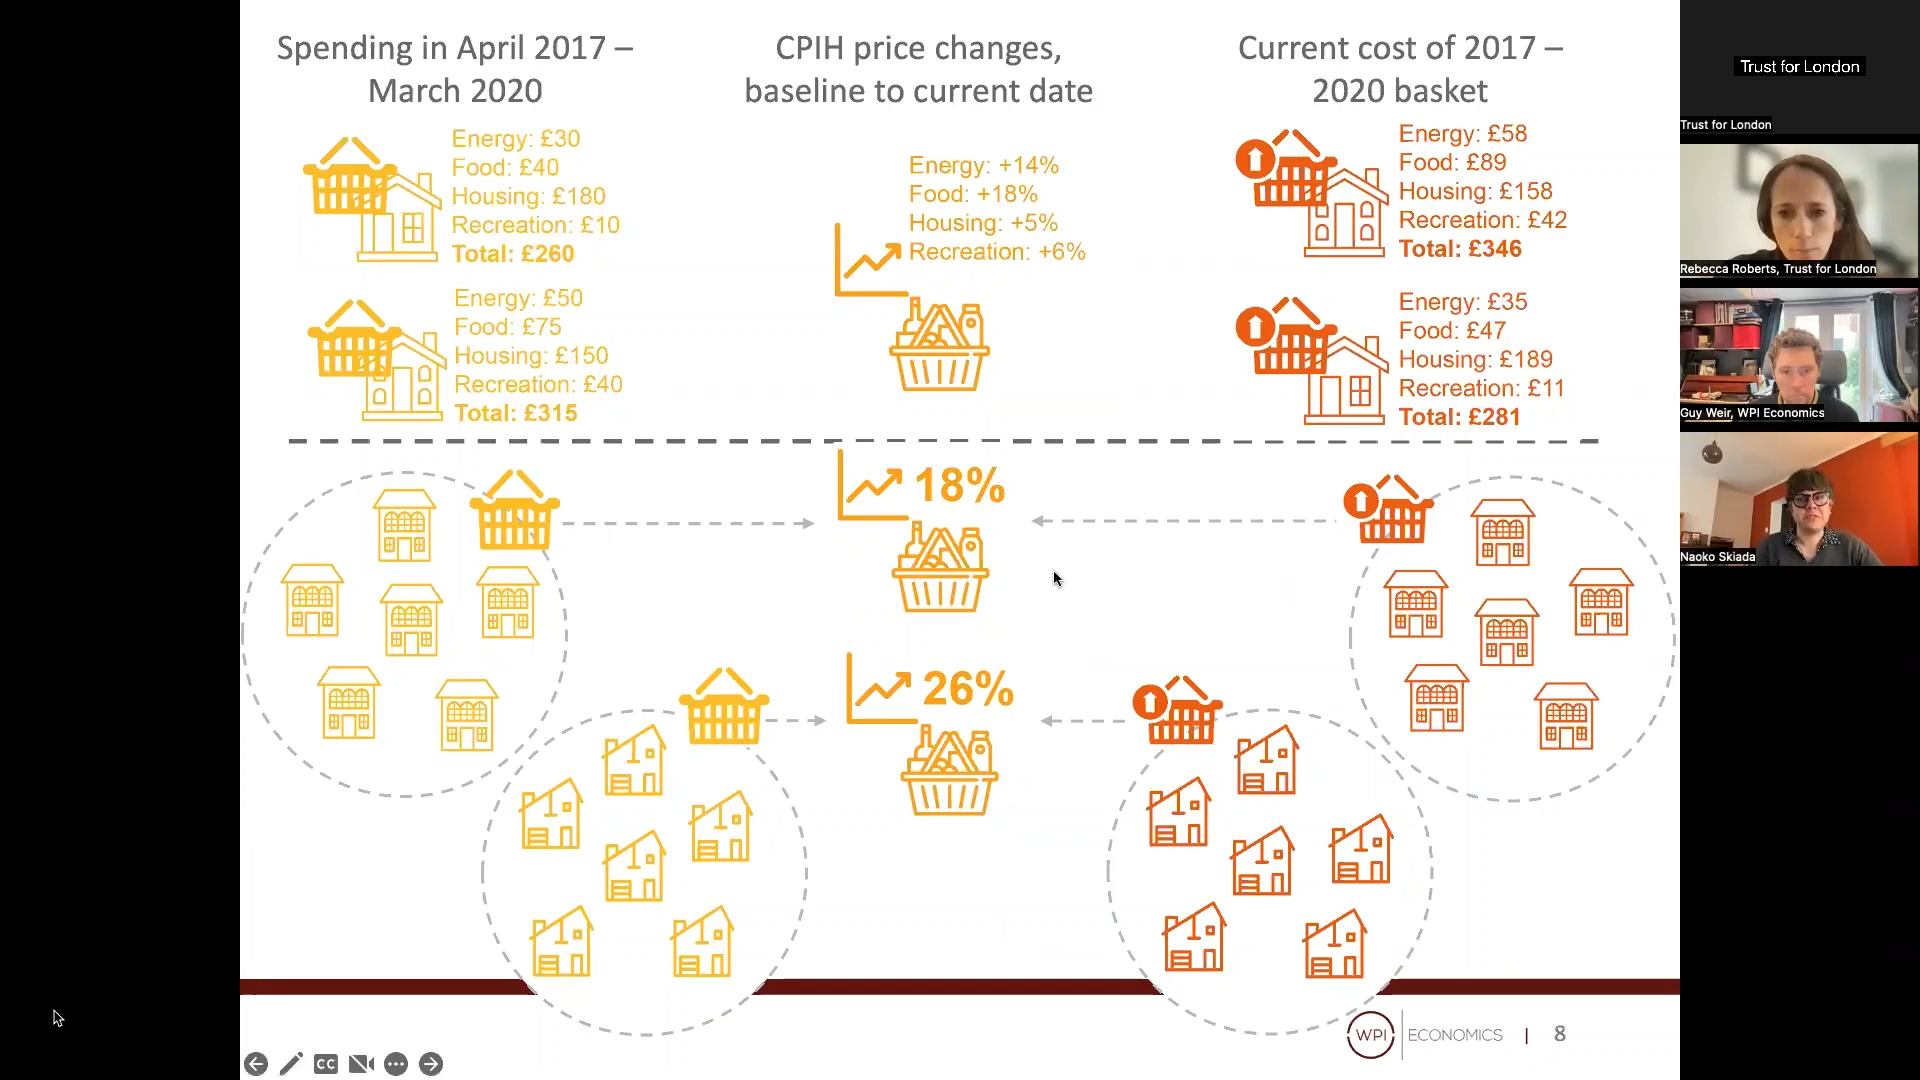 Spending in April 2017 –
March 2020
Energy: £30
Food: £40
Housing: £180
Recreation: £10
Total: £260
Energy: £50
Food: £75
Housing: £150
Recreation: £40
Total: £315
CPIH price changes,
baseline to current date
Energy: +14%
Food: +18%
Housing: +5%
Recreation: +6%
Current cost of 2017 –
2020 basket
Energy: £58
Food: £89
Housing: £158
Recreation: £42
Total: £346
Energy: £35
Food: £47
Housing: £189
Recreation: £11
Total: £281
18%
26%
WPI ECONOMICS | 8
CC
Trust for London
Trust for London
Rebecca Roberts, Trust for London
Guy Weir, WPI Economics
Naoko Skiada